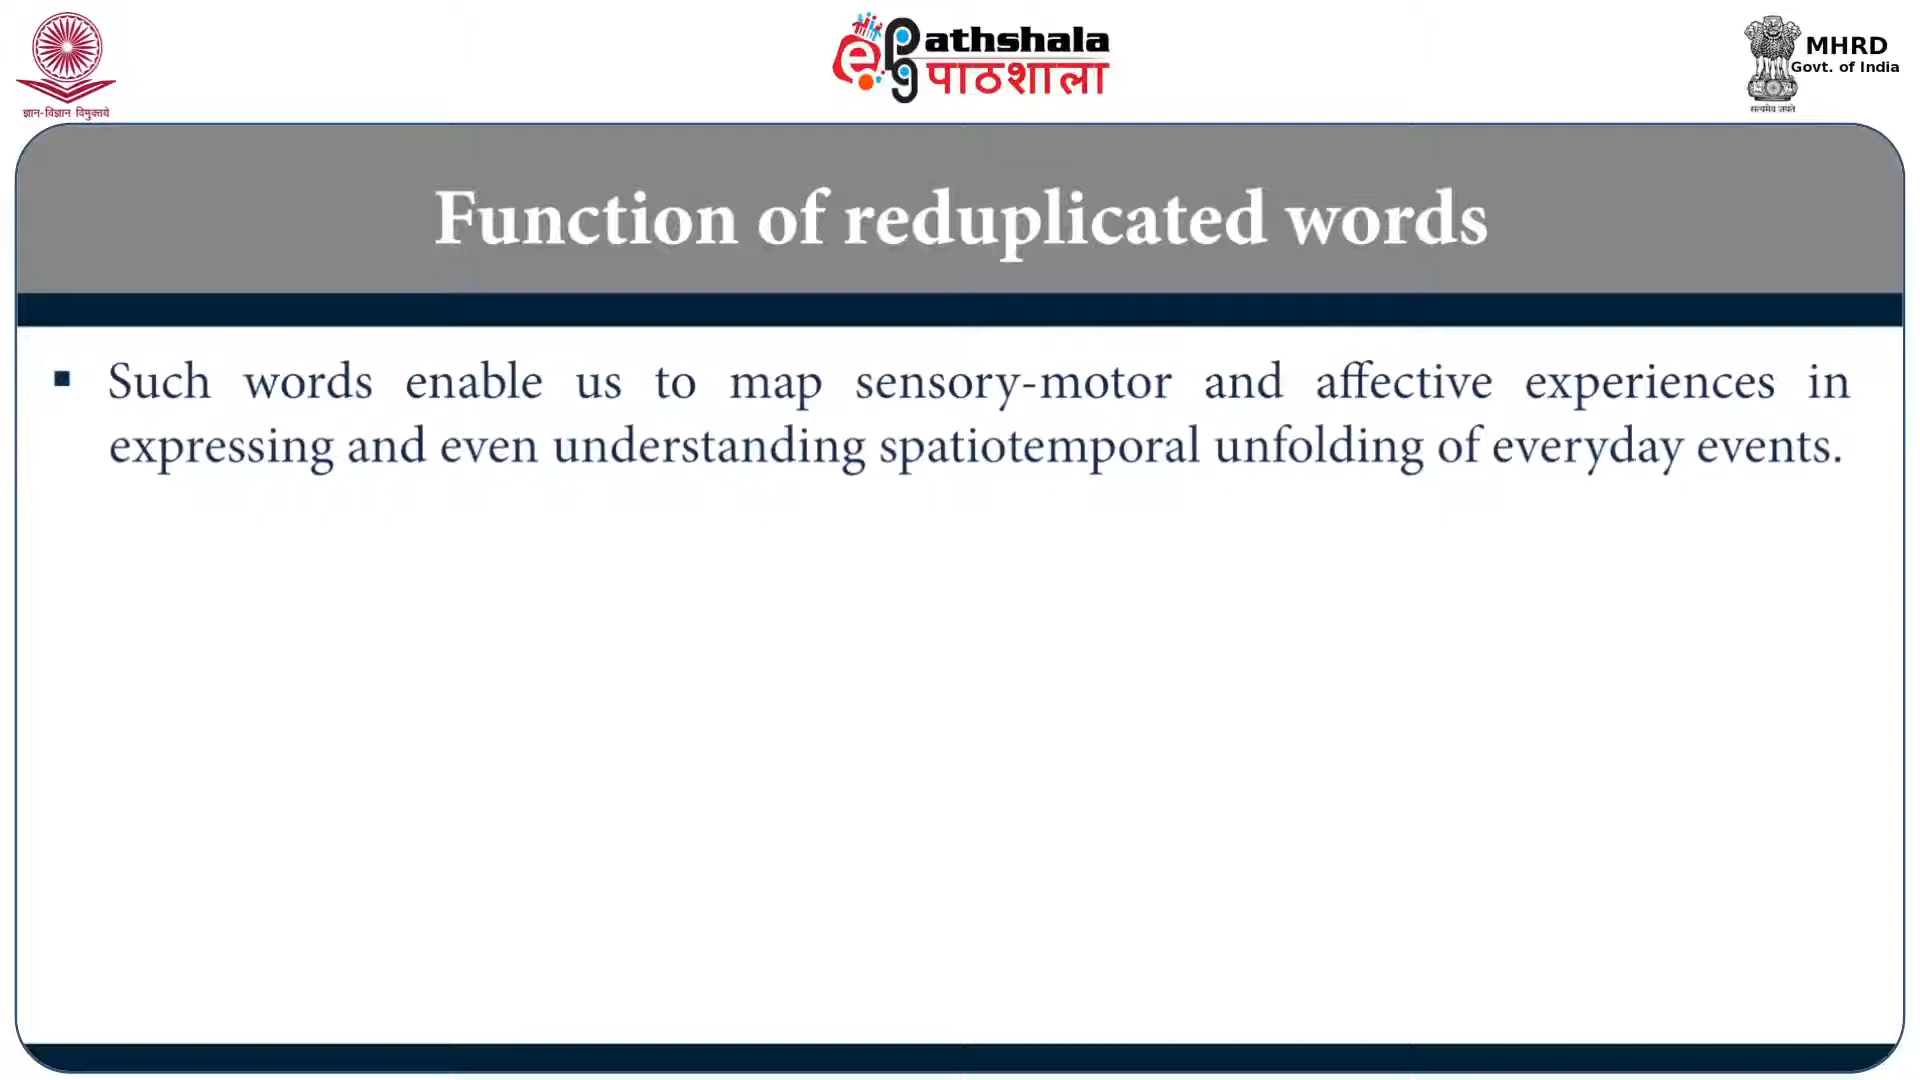 ज्ञान-विज्ञान विमुक्तये
e pg Pathshala
पाठशाला
MHRD
Govt. of India
सत्यमेव जयते
Function of reduplicated words
▪ Such words enable us to map sensory-motor and affective experiences in
expressing and even understanding spatiotemporal unfolding of everyday events.